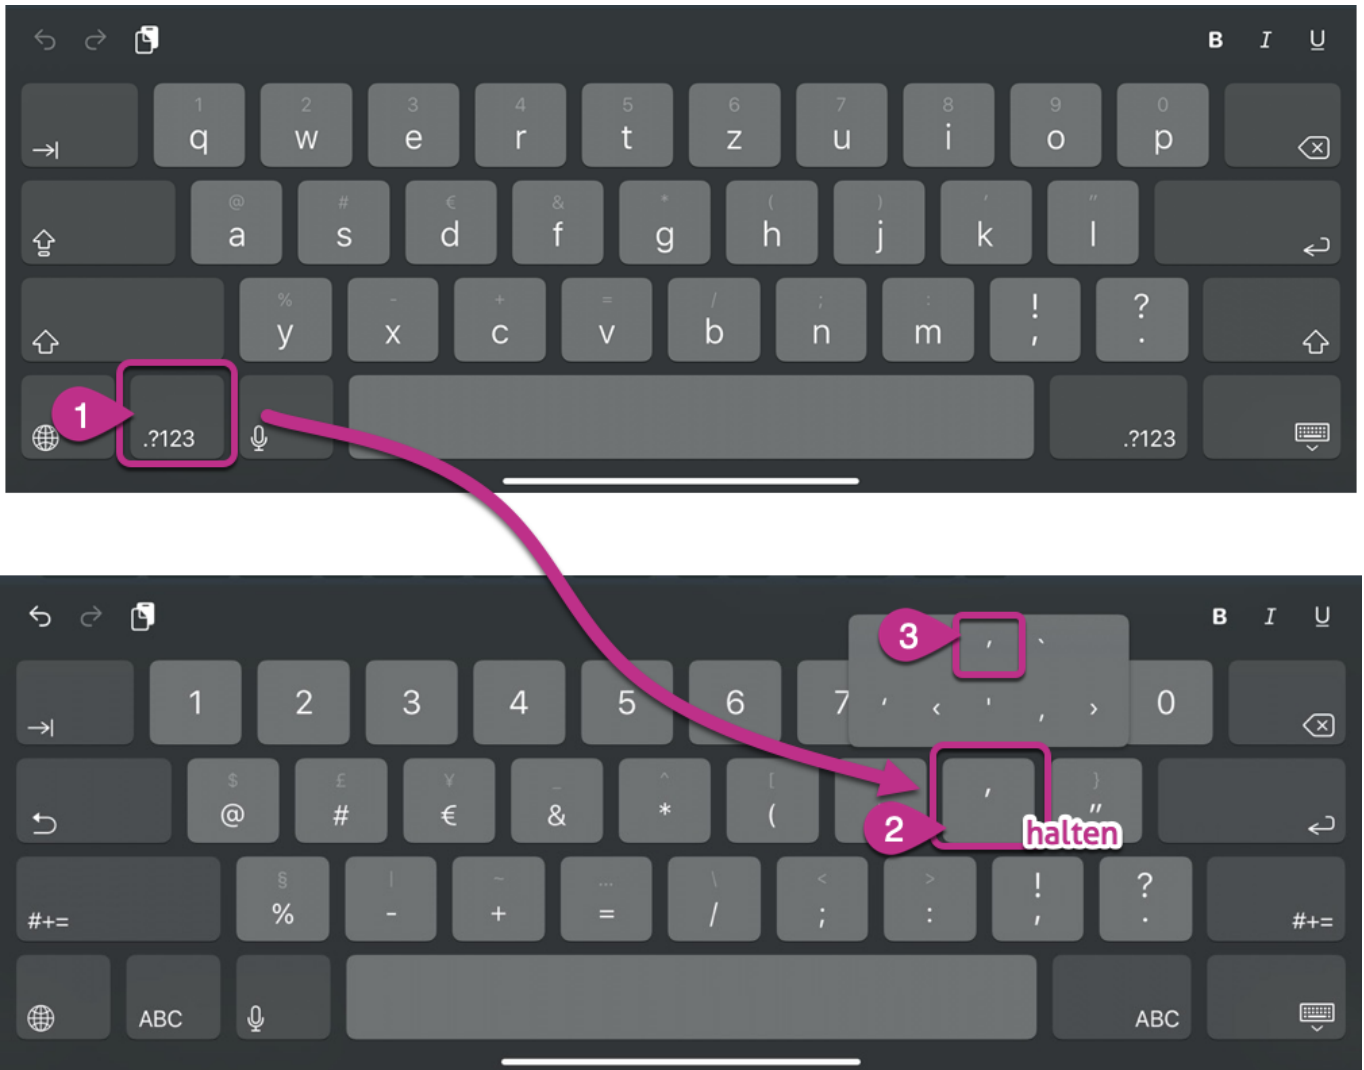 B I U
1 2 3 4 5 6 7 8 9 0
q w e r t z u i o p
@ # € & * ( ) ' "
a s d f g h j k l
% - + = / ; : ! ?
y x c v b n m , .
1 .?123 .?123
3 ′ `
B I U
‘ ‹ ' ‚ ›
1 2 3 4 5 6 7 0
$ £ ¥ _ ^ [ }
@ # € & * ( ′ "
2 halten
§ | ~ … \ < > ! ?
% - + = / ; : , .
#+= #+=
ABC ABC